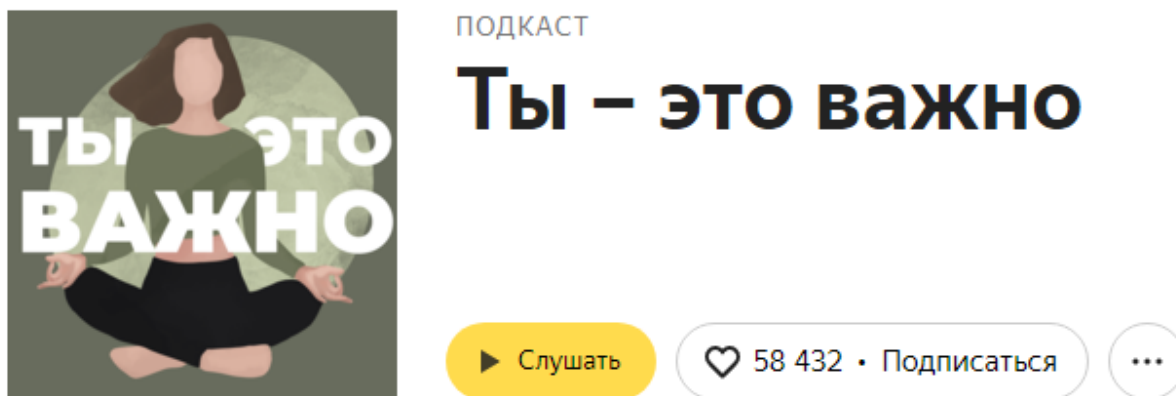 ТЫ ЭТО
ВАЖНО
ПОДКАСТ
Ты – это важно
Слушать
58 432 • Подписаться